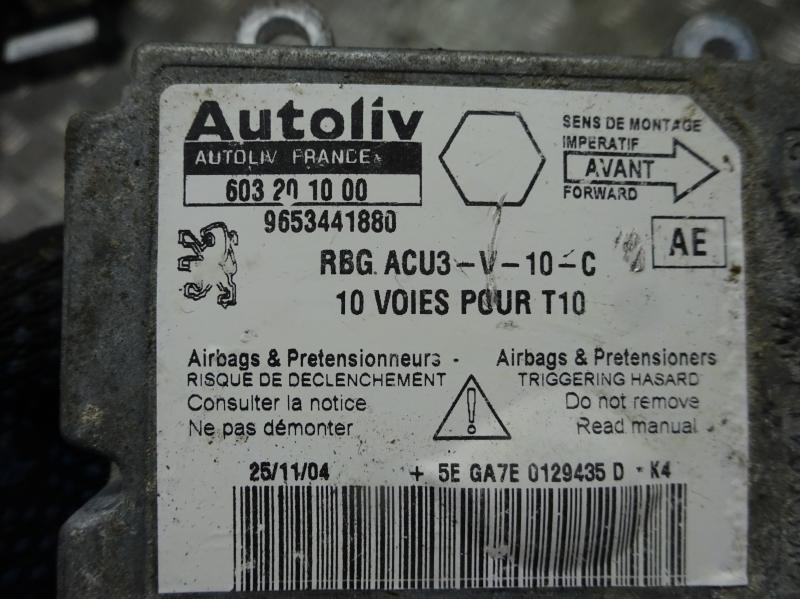 Autoliv
AUTOLIV FRANCE
603 20 10 00
9653441880
SENS DE MONTAGE
IMPERATIF
AVANT
FORWARD
AE
RBG ACU3-V-10-C
10 VOIES POUR T10
Airbags & Pretensionneurs -
RISQUE DE DECLENCHEMENT
Consulter la notice
Ne pas démonter
Airbags & Pretensioners
TRIGGERING HASARD
Do not remove
Read manual
25/11/04 + 5E GA7E 0129435 D * K4